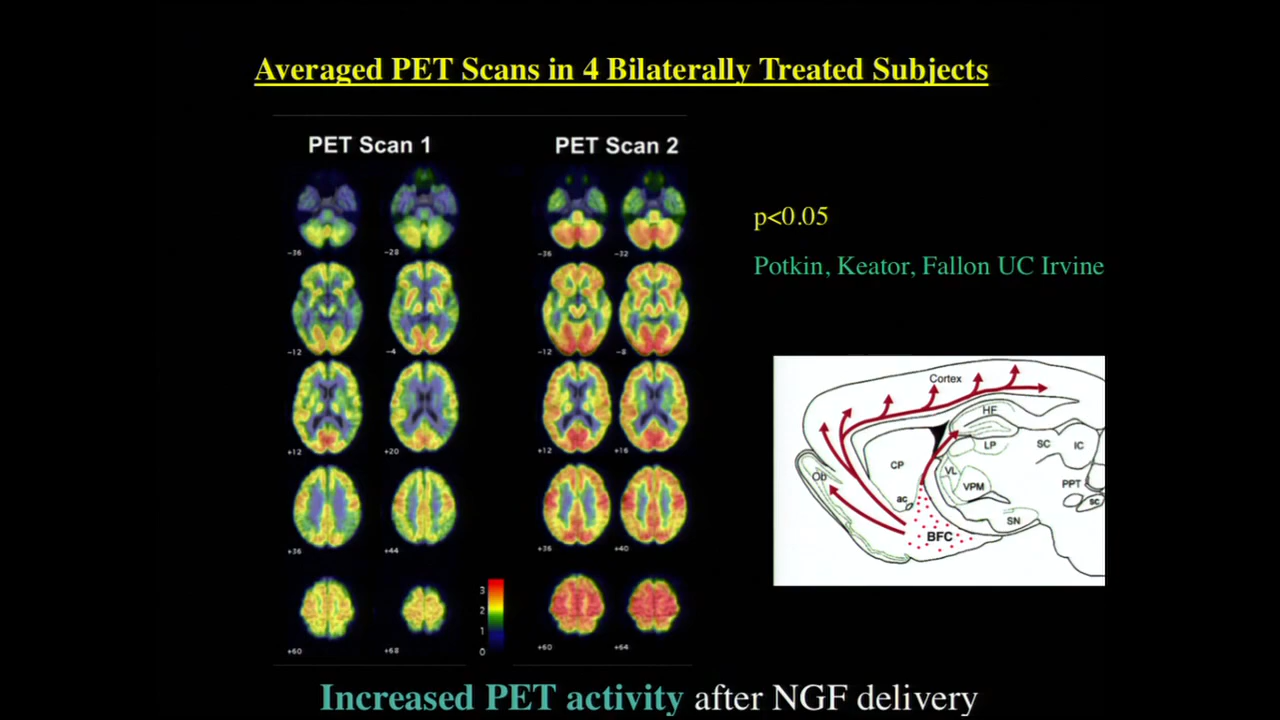 Averaged PET Scans in 4 Bilaterally Treated Subjects
PET Scan 1
PET Scan 2
-36
-28
-36
-32
-12
-4
-12
-8
+12
+20
+12
+16
+36
+44
+36
+40
+60
+68
+60
+64
3
2
1
0
p<0.05
Potkin, Keator, Fallon UC Irvine
Cortex
HF
LP
SC
IC
CP
VL
VPM
PPT
sc
Ob
ac
SN
BFC
Increased PET activity after NGF delivery